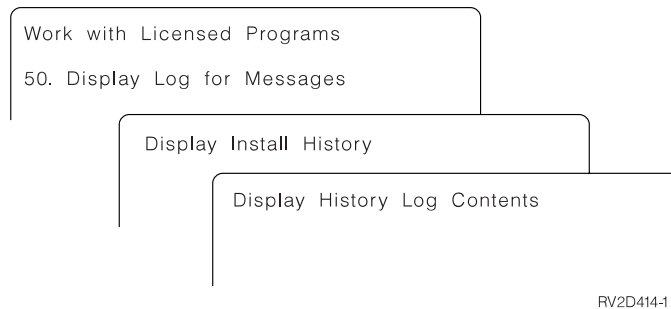 Work with Licensed Programs
50. Display Log for Messages
Display Install History
Display History Log Contents
RV2D414-1